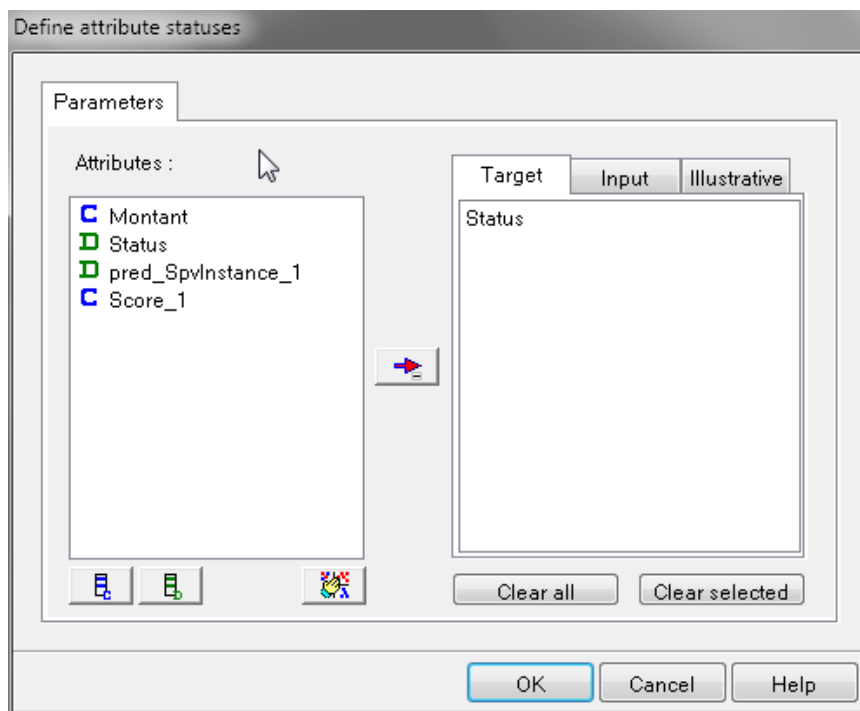 Define attribute statuses
Parameters
Attributes :
C Montant
D Status
D pred_SpvInstance_1
C Score_1
Target Input Illustrative
Status
Clear all Clear selected
OK Cancel Help